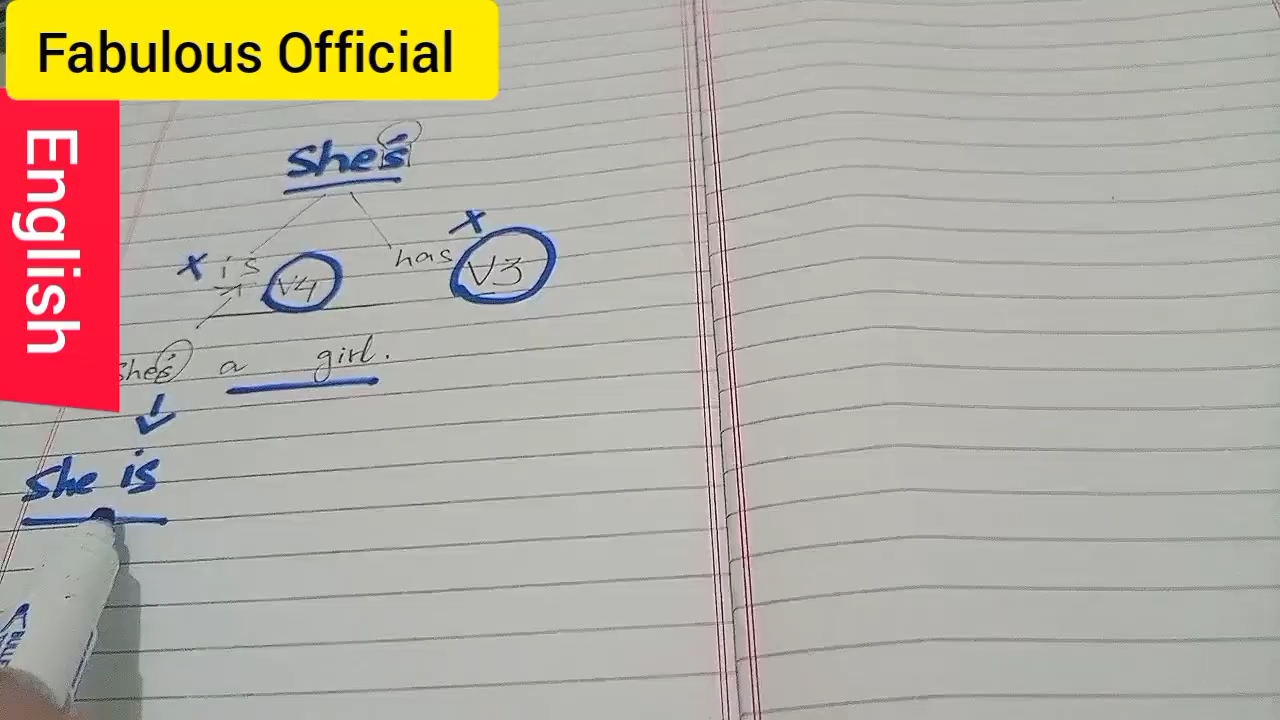 Fabulous Official
English
She's
x is V4 has x V3
she's a girl.
She is